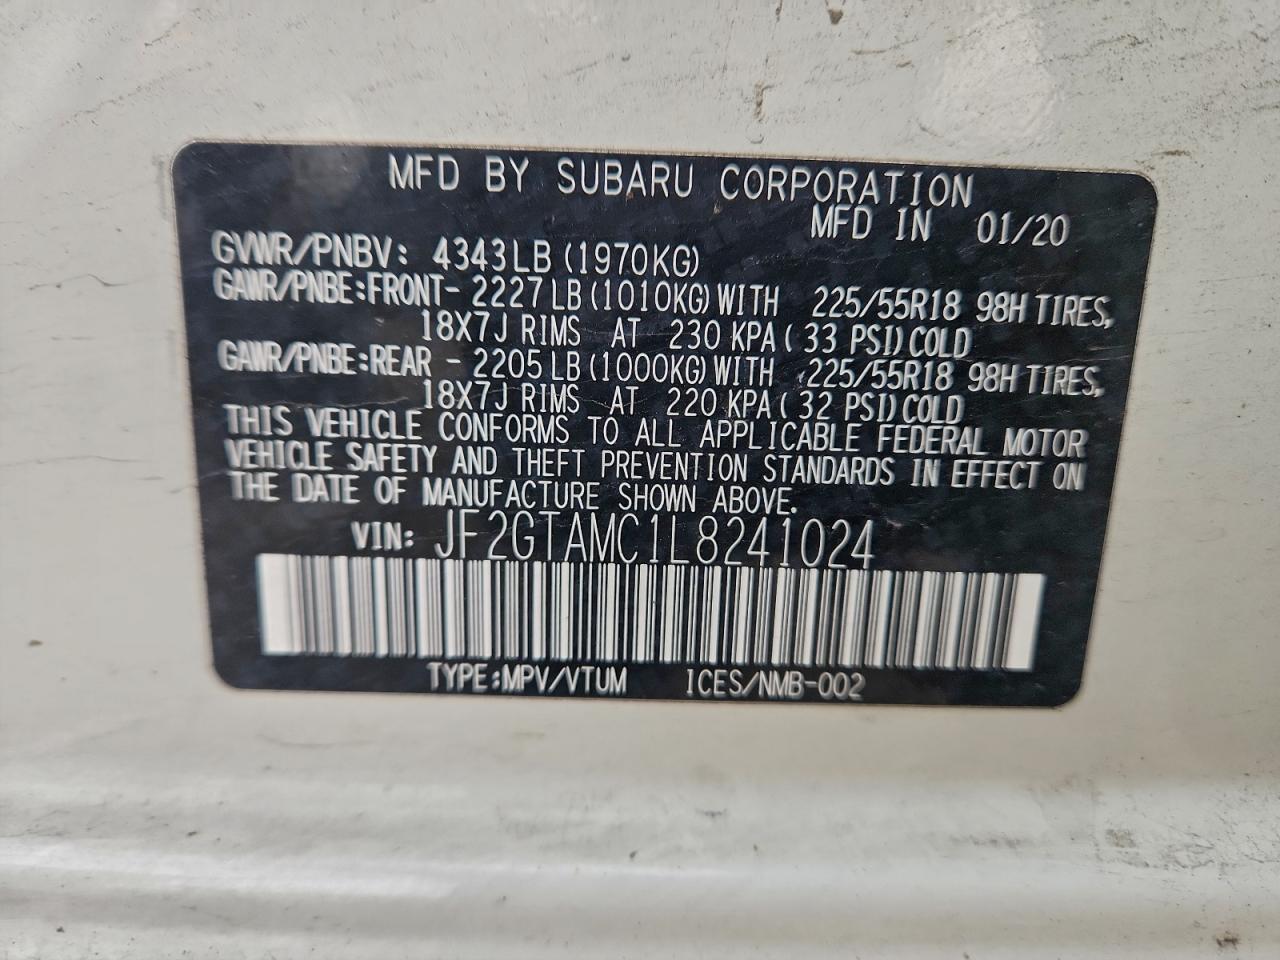 MFD BY SUBARU CORPORATION
MFD IN 01/20
GVWR/PNBV: 4343LB (1970KG)
GAWR/PNBE:FRONT- 2227LB(1010KG)WITH 225/55R18 98H TIRES,
18X7J RIMS AT 230 KPA( 33 PSI)COLD
GAWR/PNBE:REAR - 2205LB(1000KG)WITH 225/55R18 98H TIRES,
18X7J RIMS AT 220 KPA( 32 PSI)COLD
THIS VEHICLE CONFORMS TO ALL APPLICABLE FEDERAL MOTOR
VEHICLE SAFETY AND THEFT PREVENTION STANDARDS IN EFFECT ON
THE DATE OF MANUFACTURE SHOWN ABOVE.
VIN: JF2GTAMC1L8241024
TYPE:MPV/VTUM ICES/NMB-002